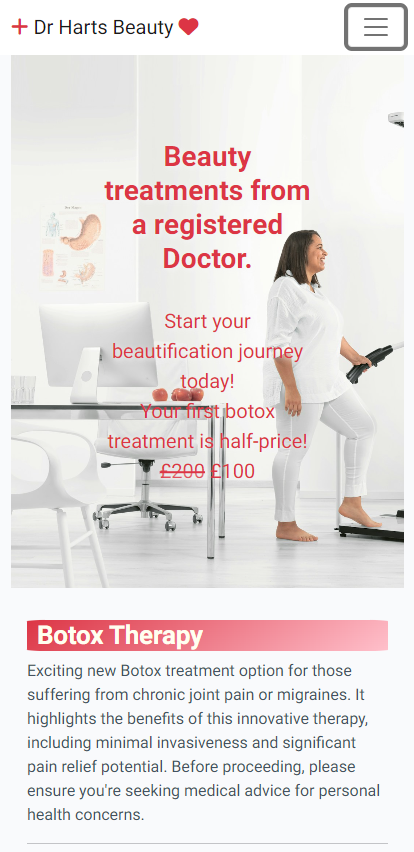 Dr Harts Beauty
Beauty
treatments from
a registered
Doctor.
Start your
beautification journey
today!
Your first botox
treatment is half-price!
£200 £100
Botox Therapy
Exciting new Botox treatment option for those
suffering from chronic joint pain or migraines. It
highlights the benefits of this innovative therapy,
including minimal invasiveness and significant
pain relief potential. Before proceeding, please
ensure you're seeking medical advice for personal
health concerns.